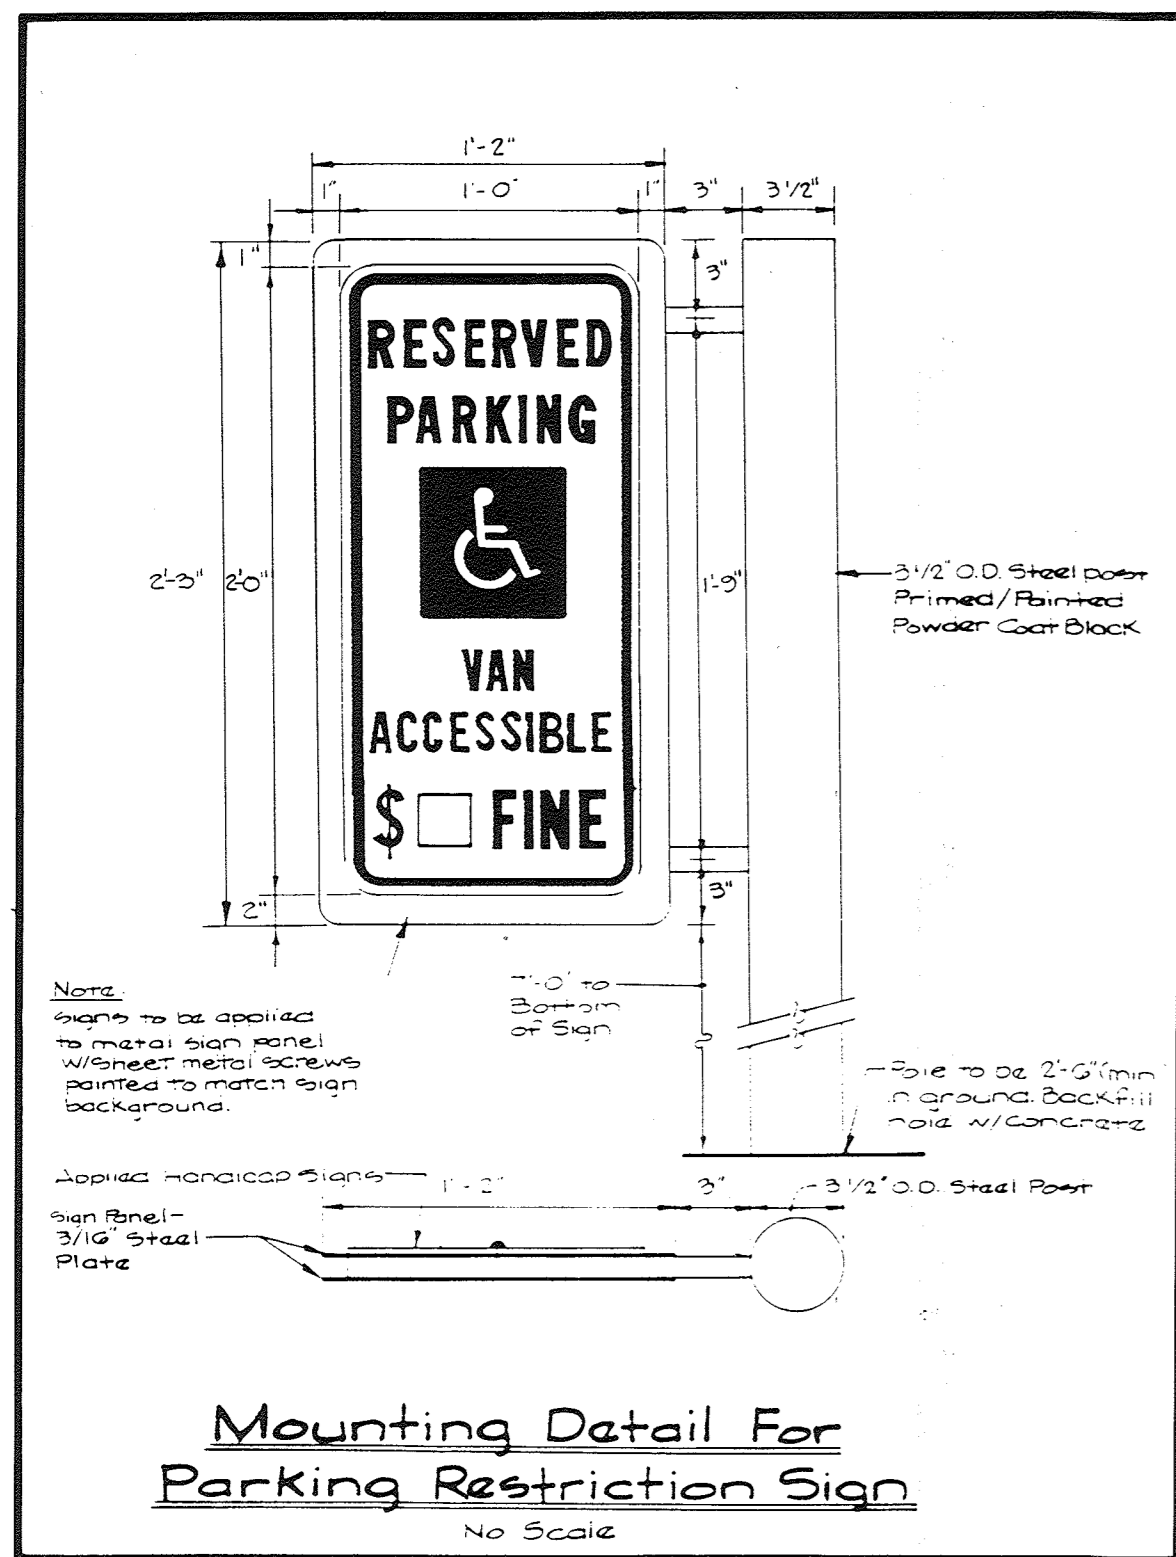 1'-2"
1" 1'-0" 1" 3" 3 1/2"
1"
3"
RESERVED
PARKING
2'-3" 2'-0"
1'-9"
3 1/2" O.D. Steel post
Primed/Painted
Powder Coat Black
VAN
ACCESSIBLE
$ FINE
2"
3"
Note:
Signs to be applied
to metal sign panel
w/sheet metal screws
painted to match sign
background.
7'-0" to
Bottom
of Sign
Pole to be 2'-6" (min
in ground. Backfill
hole w/concrete
Applied Handicap Signs
1'-2" 3" 3 1/2" O.D. Steel Post
Sign Panel-
3/16" Steel
Plate
Mounting Detail For
Parking Restriction Sign
No Scale